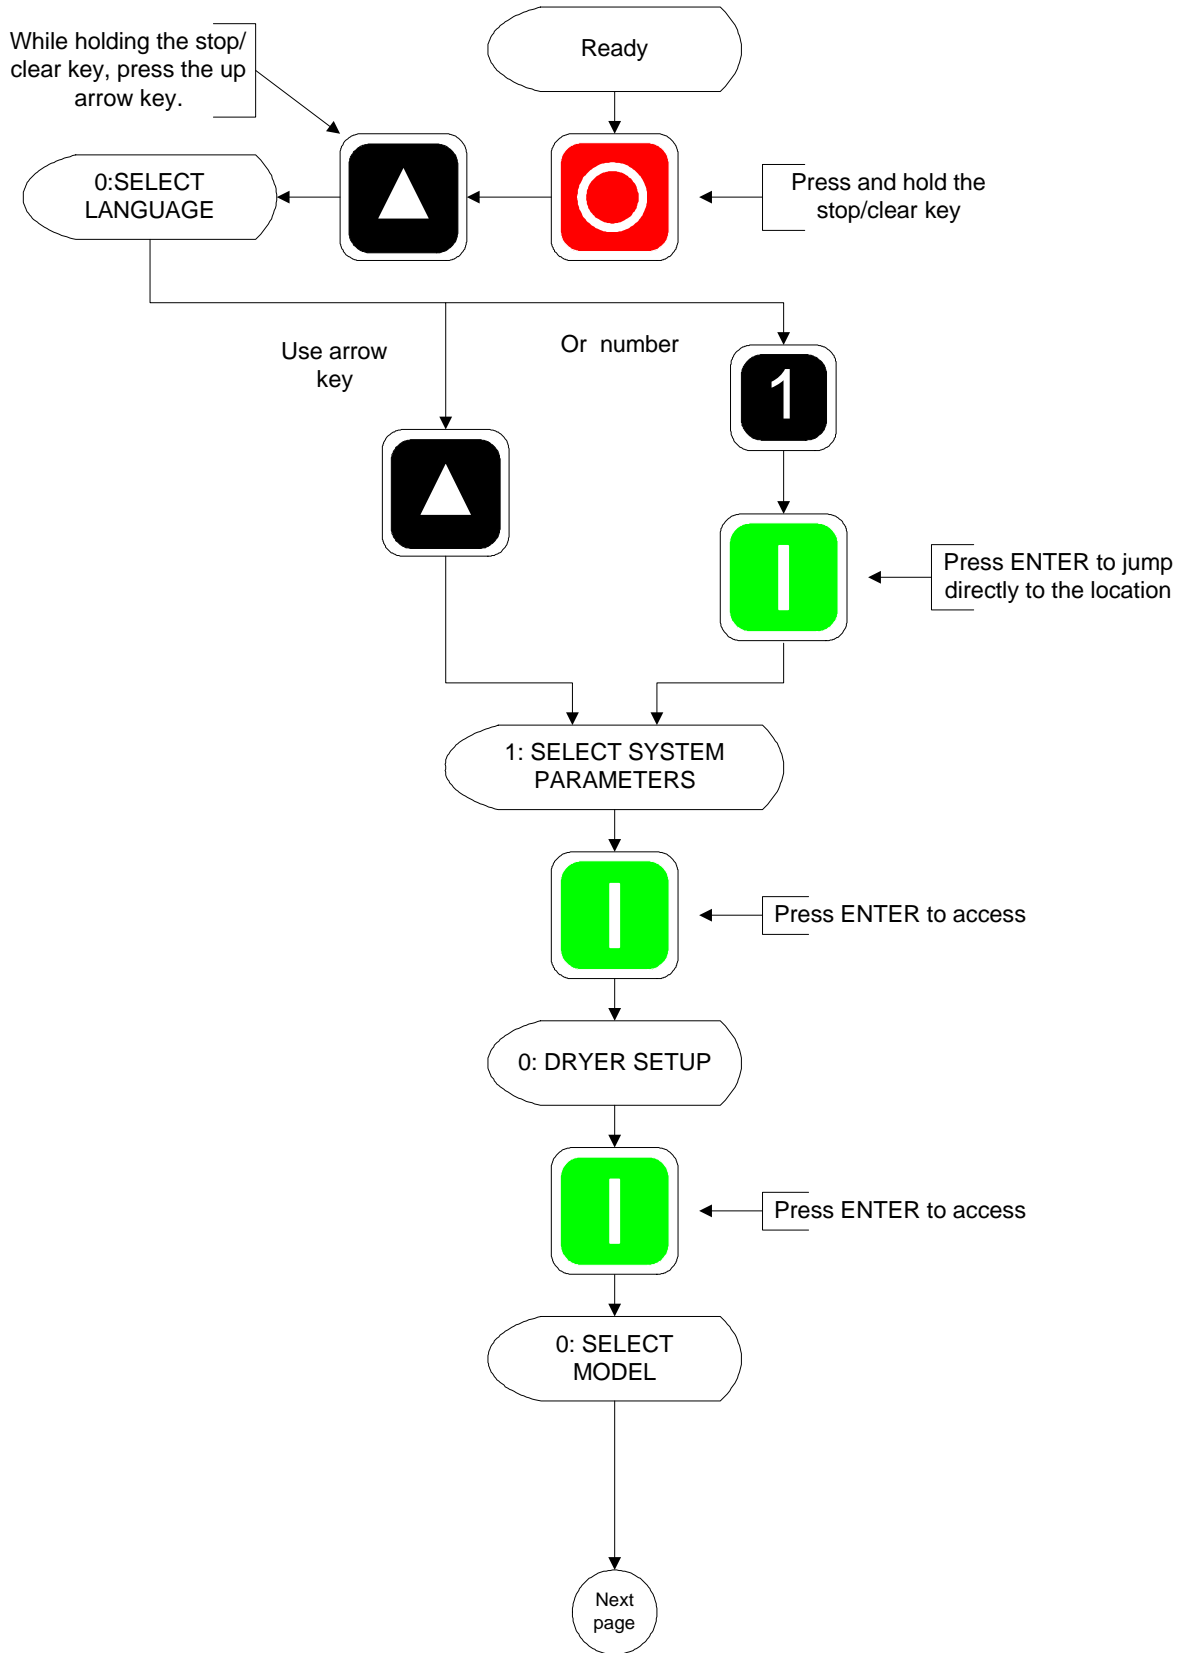 While holding the stop/
clear key, press the up
arrow key.
Ready
0:SELECT
LANGUAGE
Press and hold the
stop/clear key
Use arrow
key
Or number
1
Press ENTER to jump
directly to the location
1: SELECT SYSTEM
PARAMETERS
Press ENTER to access
0: DRYER SETUP
Press ENTER to access
0: SELECT
MODEL
Next
page